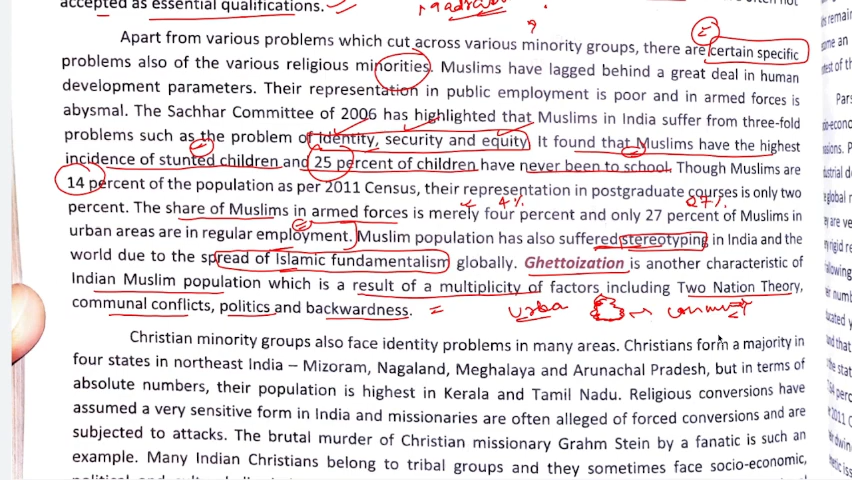 accepted as essential qualifications.
Apart from various problems which cut across various minority groups, there are certain specific
problems also of the various religious minorities. Muslims have lagged behind a great deal in human
development parameters. Their representation in public employment is poor and in armed forces is
abysmal. The Sachhar Committee of 2006 has highlighted that Muslims in India suffer from three-fold
problems such as the problem of identity, security and equity. It found that Muslims have the highest
incidence of stunted children and 25 percent of children have never been to school. Though Muslims are
14 percent of the population as per 2011 Census, their representation in postgraduate courses is only two
4% 27%
percent. The share of Muslims in armed forces is merely four percent and only 27 percent of Muslims in
urban areas are in regular employment. Muslim population has also suffered stereotyping in India and the
world due to the spread of Islamic fundamentalism globally. Ghettoization is another characteristic of
Indian Muslim population which is a result of a multiplicity of factors including Two Nation Theory,
communal conflicts, politics and backwardness.
Christian minority groups also face identity problems in many areas. Christians form a majority in
four states in northeast India – Mizoram, Nagaland, Meghalaya and Arunachal Pradesh, but in terms of
absolute numbers, their population is highest in Kerala and Tamil Nadu. Religious conversions have
assumed a very sensitive form in India and missionaries are often alleged of forced conversions and are
subjected to attacks. The brutal murder of Christian missionary Grahm Stein by a fanatic is such an
example. Many Indian Christians belong to tribal groups and they sometimes face socio-economic,